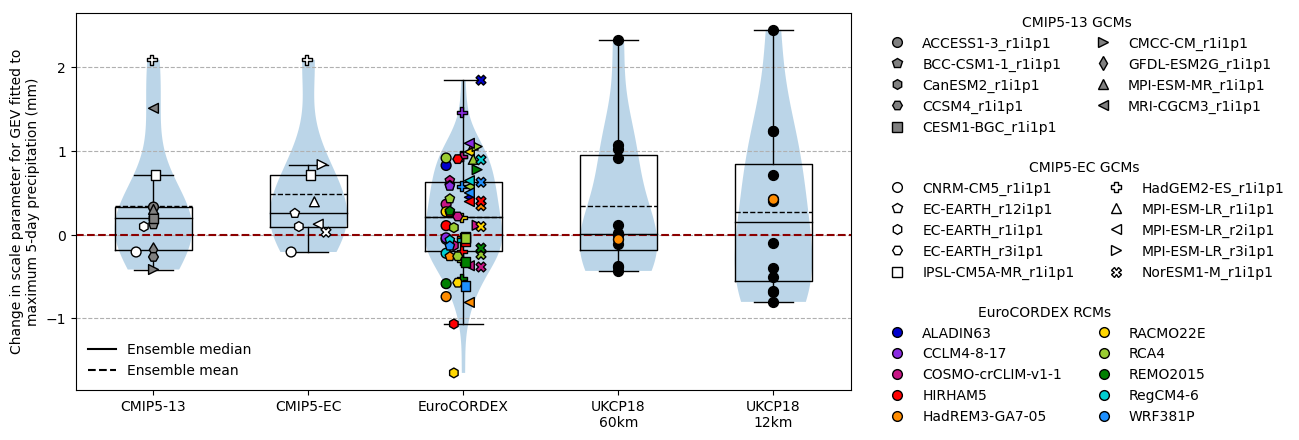 Change in scale parameter for GEV fitted to
maximum 5-day precipitation (mm)
2
1
0
−1
Ensemble median
Ensemble mean
CMIP5-13
CMIP5-EC
EuroCORDEX
UKCP18
60km
UKCP18
12km
CMIP5-13 GCMs
ACCESS1-3_r1i1p1
BCC-CSM1-1_r1i1p1
CanESM2_r1i1p1
CCSM4_r1i1p1
CESM1-BGC_r1i1p1
CMCC-CM_r1i1p1
GFDL-ESM2G_r1i1p1
MPI-ESM-MR_r1i1p1
MRI-CGCM3_r1i1p1
CMIP5-EC GCMs
CNRM-CM5_r1i1p1
EC-EARTH_r12i1p1
EC-EARTH_r1i1p1
EC-EARTH_r3i1p1
IPSL-CM5A-MR_r1i1p1
HadGEM2-ES_r1i1p1
MPI-ESM-LR_r1i1p1
MPI-ESM-LR_r2i1p1
MPI-ESM-LR_r3i1p1
NorESM1-M_r1i1p1
EuroCORDEX RCMs
ALADIN63
CCLM4-8-17
COSMO-crCLIM-v1-1
HIRHAM5
HadREM3-GA7-05
RACMO22E
RCA4
REMO2015
RegCM4-6
WRF381P